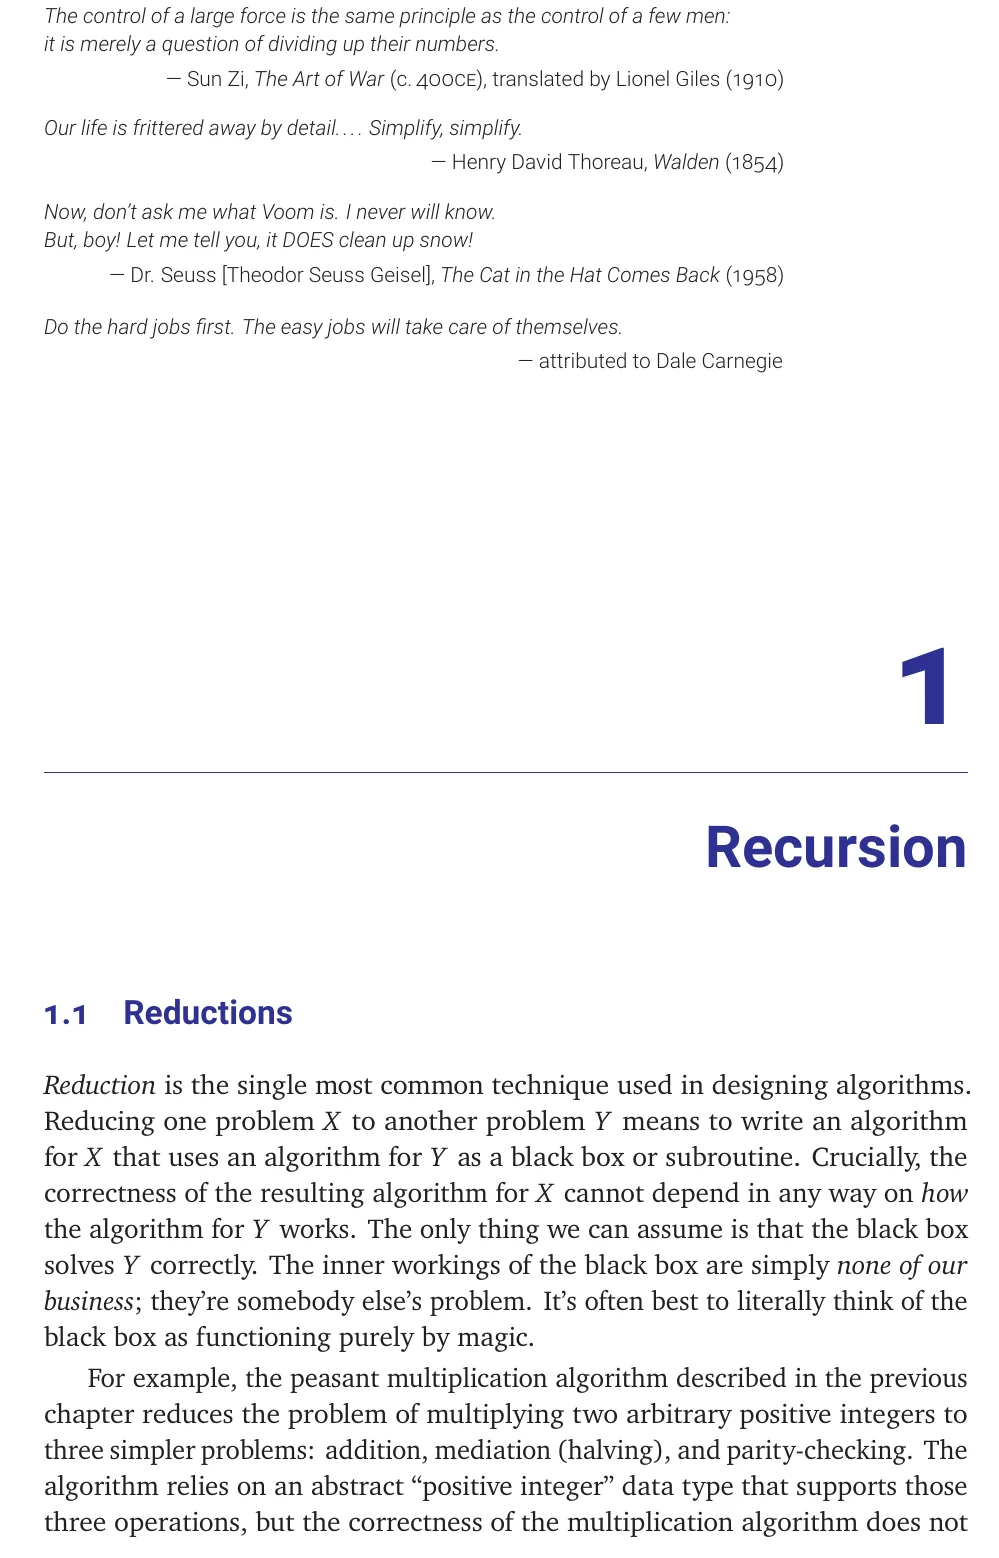 The control of a large force is the same principle as the control of a few men:
it is merely a question of dividing up their numbers.
— Sun Zi, The Art of War (c. 400CE), translated by Lionel Giles (1910)
Our life is frittered away by detail. . . . Simplify, simplify.
— Henry David Thoreau, Walden (1854)
Now, don’t ask me what Voom is. I never will know.
But, boy! Let me tell you, it DOES clean up snow!
— Dr. Seuss [Theodor Seuss Geisel], The Cat in the Hat Comes Back (1958)
Do the hard jobs first. The easy jobs will take care of themselves.
— attributed to Dale Carnegie
1
Recursion
1.1 Reductions
Reduction is the single most common technique used in designing algorithms.
Reducing one problem X to another problem Y means to write an algorithm
for X that uses an algorithm for Y as a black box or subroutine. Crucially, the
correctness of the resulting algorithm for X cannot depend in any way on how
the algorithm for Y works. The only thing we can assume is that the black box
solves Y correctly. The inner workings of the black box are simply none of our
business; they’re somebody else’s problem. It’s often best to literally think of the
black box as functioning purely by magic.
For example, the peasant multiplication algorithm described in the previous
chapter reduces the problem of multiplying two arbitrary positive integers to
three simpler problems: addition, mediation (halving), and parity-checking. The
algorithm relies on an abstract “positive integer” data type that supports those
three operations, but the correctness of the multiplication algorithm does not